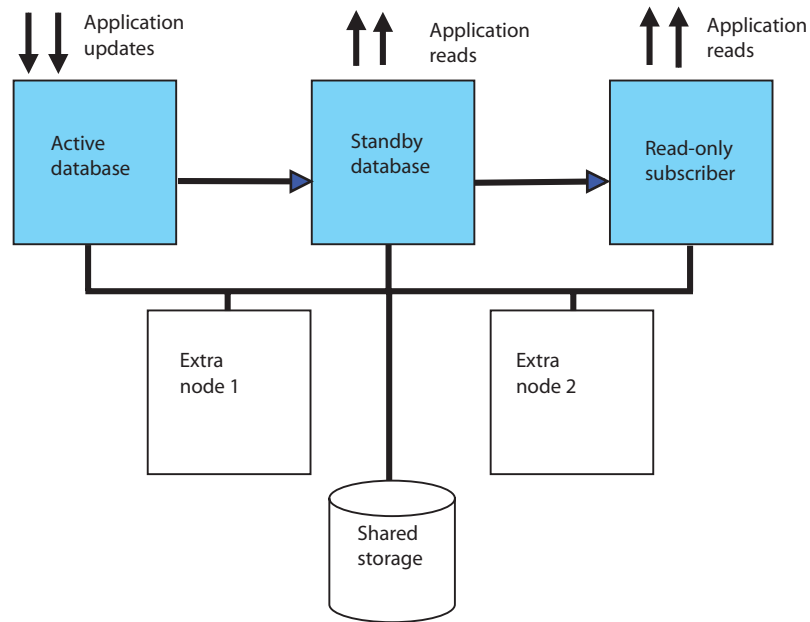 Application
updates
Application
reads
Application
reads
Active
database
Standby
database
Read-only
subscriber
Extra
node 1
Extra
node 2
Shared
storage